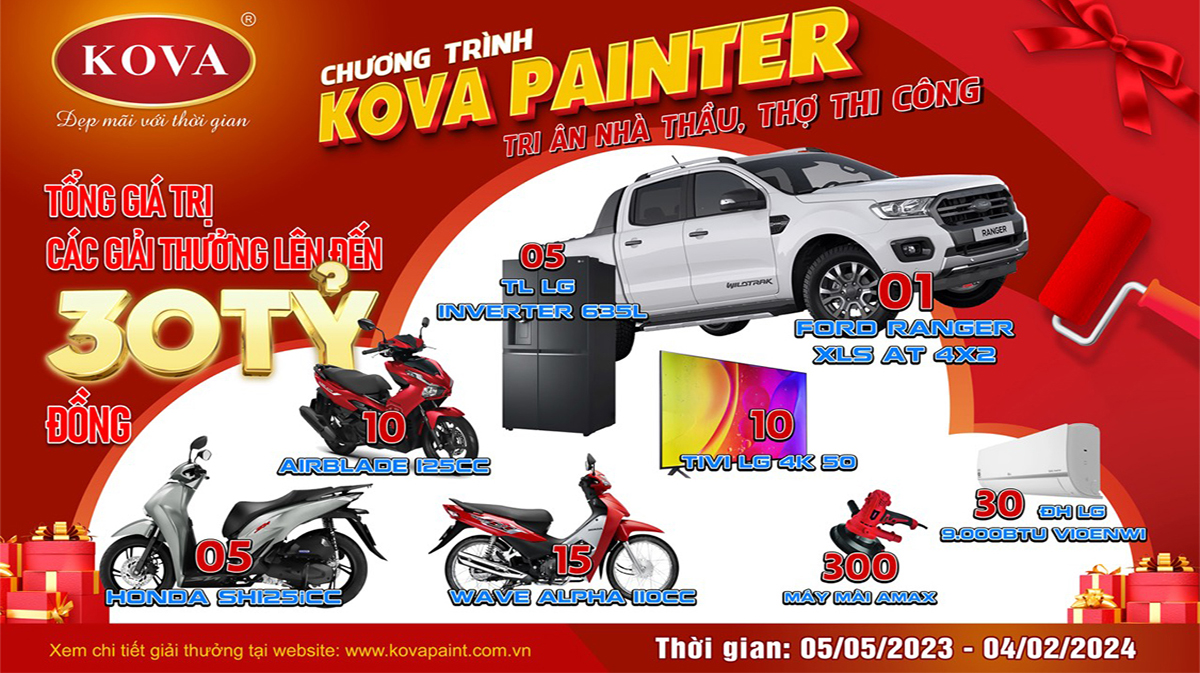 KOVA
®
Đẹp mãi với thời gian
CHƯƠNG TRÌNH
KOVA PAINTER
TRI ÂN NHÀ THẦU, THỢ THI CÔNG
TỔNG GIÁ TRỊ
CÁC GIẢI THƯỞNG LÊN ĐẾN
30TỶ
ĐỒNG
05
TL LG
INVERTER 635L
WILDTRAK
RANGER
01
FORD RANGER
XLS AT 4X2
10
AIRBLADE 125CC
10
TIVI LG 4K 50
30 ĐH LG
9.000BTU V10ENWI
05
HONDA SH125iCC
15
WAVE ALPHA 110CC
300
MÁY MÀI AMAX
Xem chi tiết giải thưởng tại website: www.kovapaint.com.vn
Thời gian: 05/05/2023 - 04/02/2024